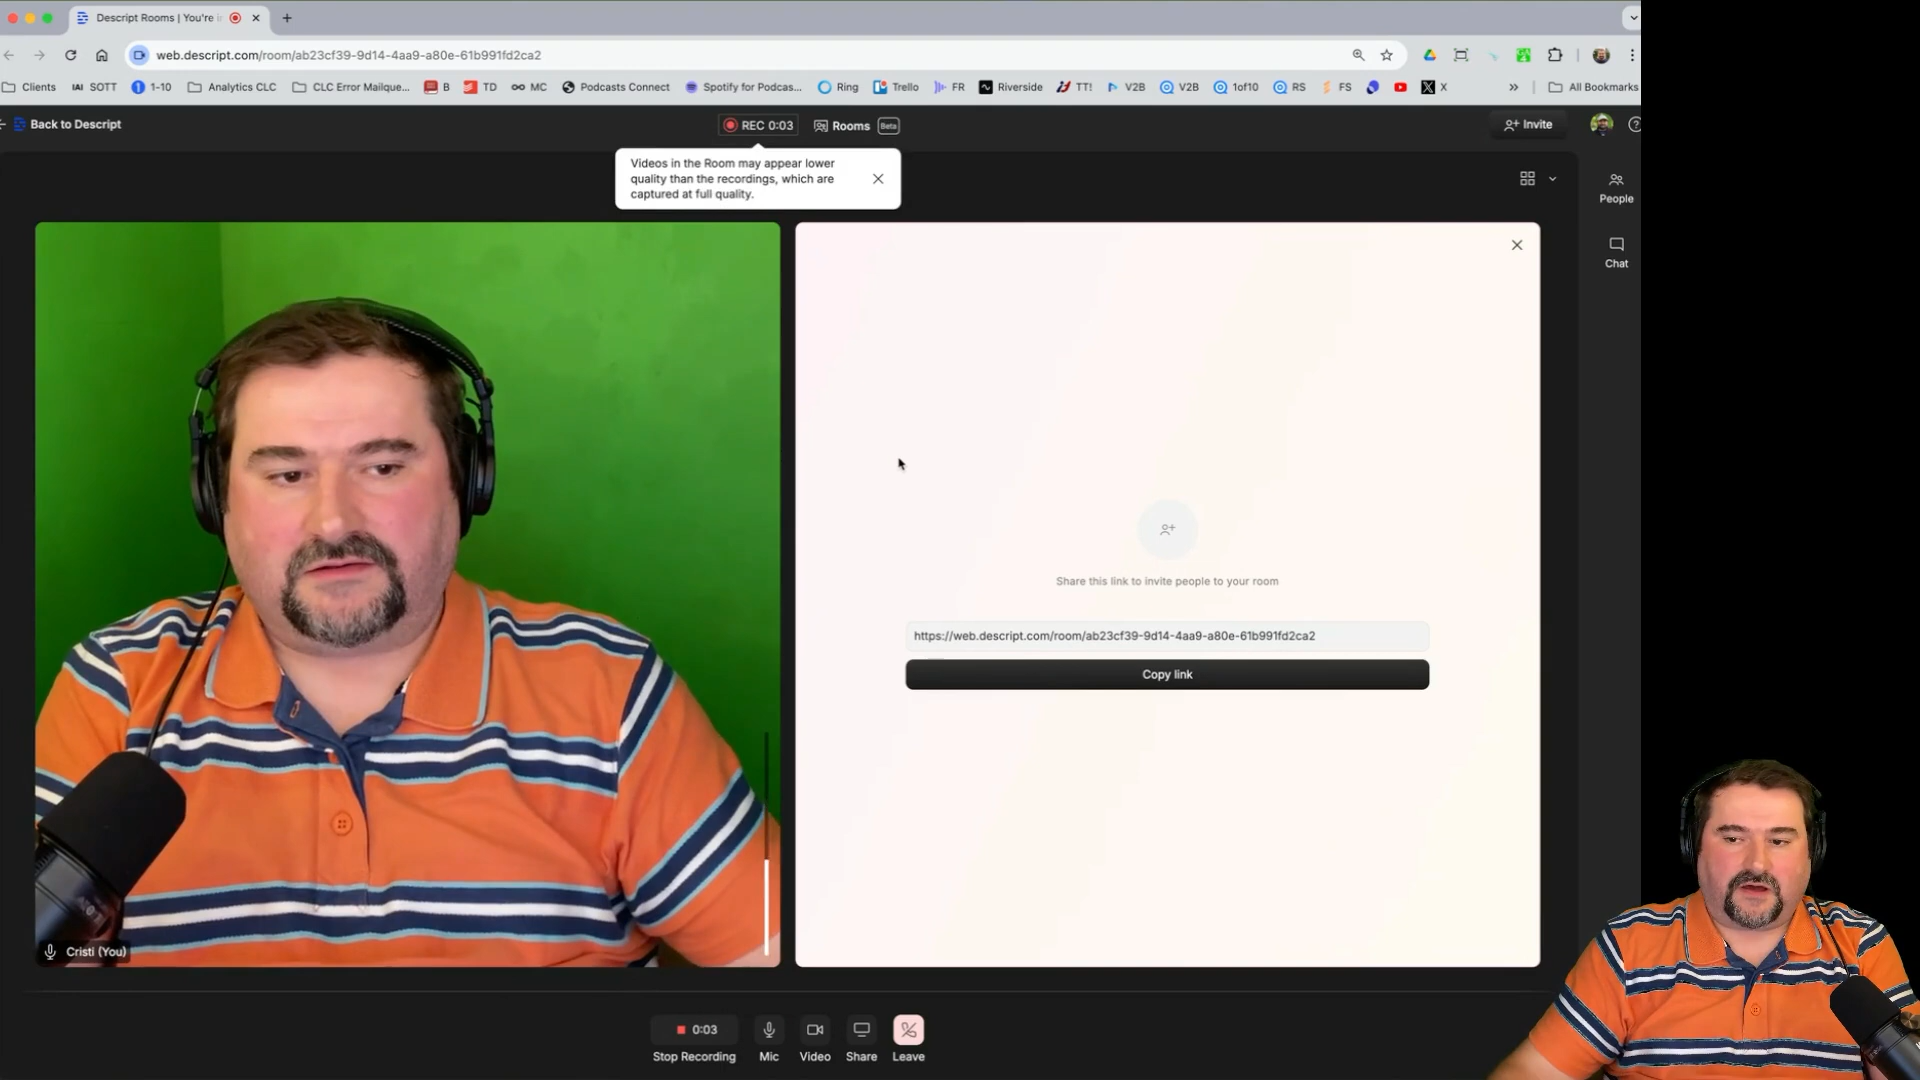 Descript Rooms | You're i
web.descript.com/room/ab23cf39-9d14-4aa9-a80e-61b991fd2ca2
Clients IAI SOTT 1-10 Analytics CLC CLC Error Mailque... B TD MC Podcasts Connect Spotify for Podcas... Ring Trello FR Riverside TT! V2B V2B 1of10 RS FS X All Bookmarks
Back to Descript
REC 0:03
Rooms Beta
Invite
Videos in the Room may appear lower
quality than the recordings, which are
captured at full quality.
People
Chat
Share this link to invite people to your room
https://web.descript.com/room/ab23cf39-9d14-4aa9-a80e-61b991fd2ca2
Copy link
Cristi (You)
0:03
Stop Recording Mic Video Share Leave